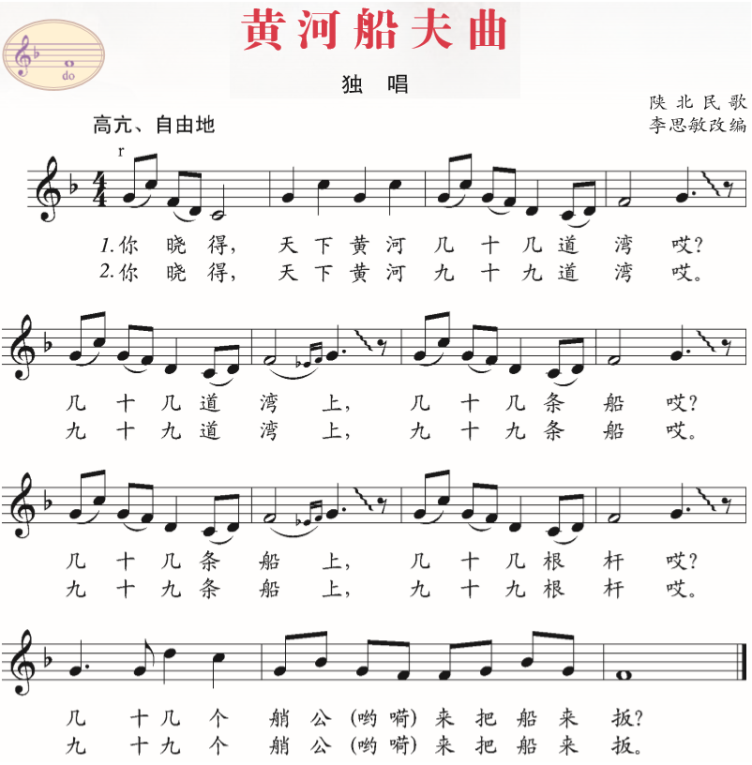 黄河船夫曲
独 唱
do
陕北民歌
李思敏改编
高亢、自由地
r
4
4
1.你 晓 得, 天 下 黄 河 几 十 几 道 湾 哎?
2.你 晓 得, 天 下 黄 河 九 十 九 道 湾 哎。
几 十 几 道 湾 上, 几 十 几 条 船 哎?
九 十 九 道 湾 上, 九 十 九 条 船 哎。
几 十 几 条 船 上, 几 十 几 根 杆 哎?
九 十 九 条 船 上, 九 十 九 根 杆 哎。
几 十 几 个 艄 公 (哟 嗬) 来 把 船 来 扳?
九 十 九 个 艄 公 (哟 嗬) 来 把 船 来 扳。